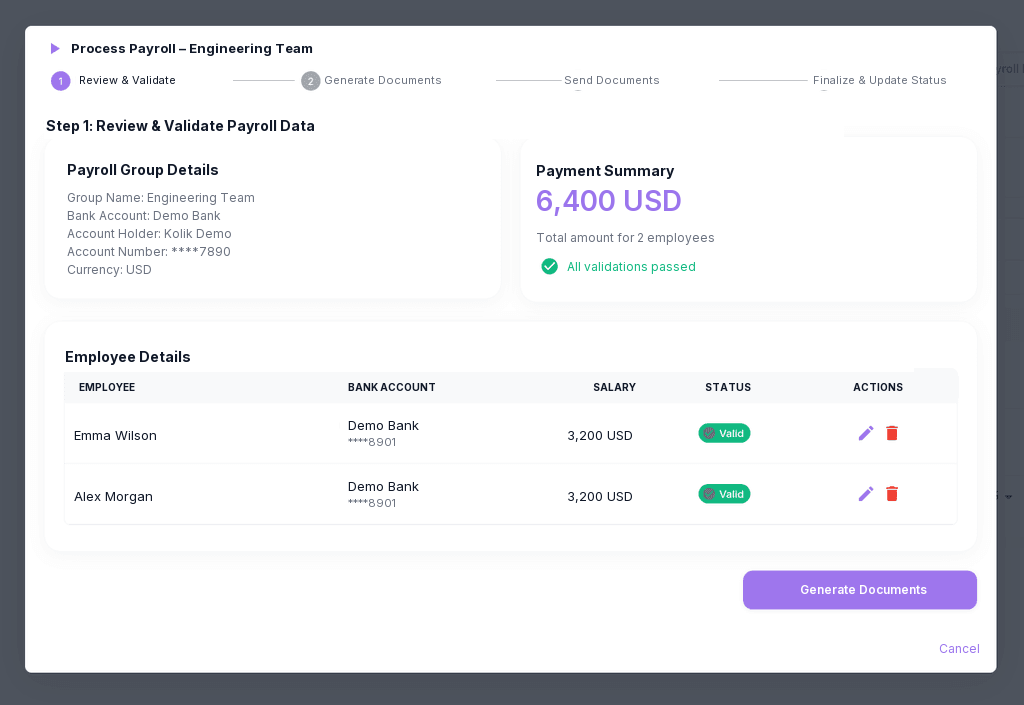 Process Payroll – Engineering Team
1 Review & Validate 2 Generate Documents Send Documents Finalize & Update Status
Step 1: Review & Validate Payroll Data
Payroll Group Details
Group Name: Engineering Team
Bank Account: Demo Bank
Account Holder: Kolik Demo
Account Number: ****7890
Currency: USD
Payment Summary
6,400 USD
Total amount for 2 employees
All validations passed
Employee Details
EMPLOYEE BANK ACCOUNT SALARY STATUS ACTIONS
Emma Wilson Demo Bank 3,200 USD Valid
****8901
Alex Morgan Demo Bank 3,200 USD Valid
****8901
Generate Documents
Cancel